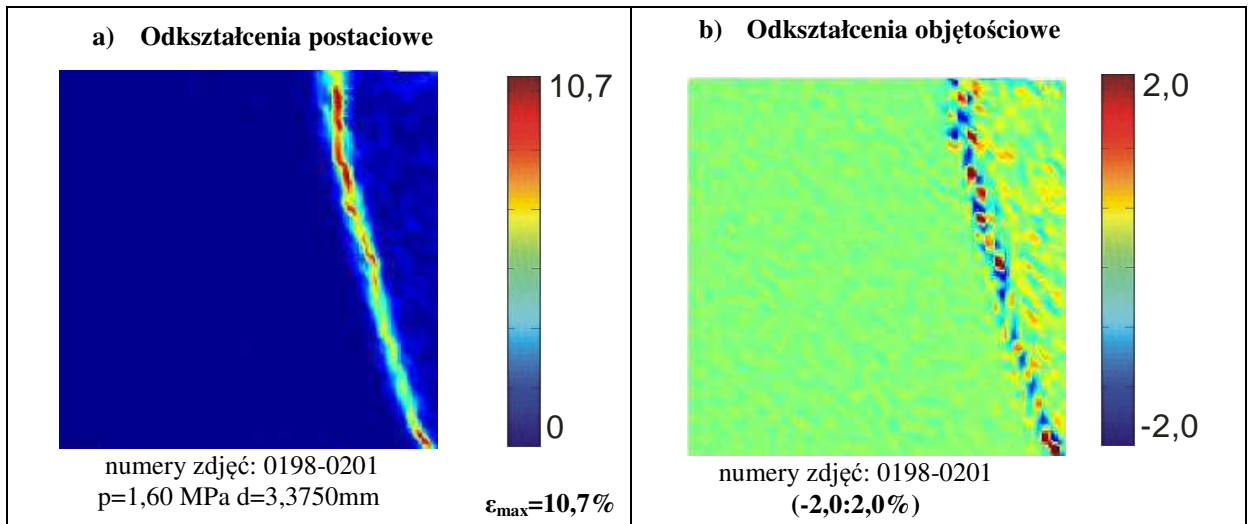 a) Odkształcenia postaciowe
10,7
0
numery zdjęć: 0198-0201
p=1,60 MPa d=3,3750mm
εmax=10,7%
b) Odkształcenia objętościowe
2,0
-2,0
numery zdjęć: 0198-0201
(-2,0:2,0%)